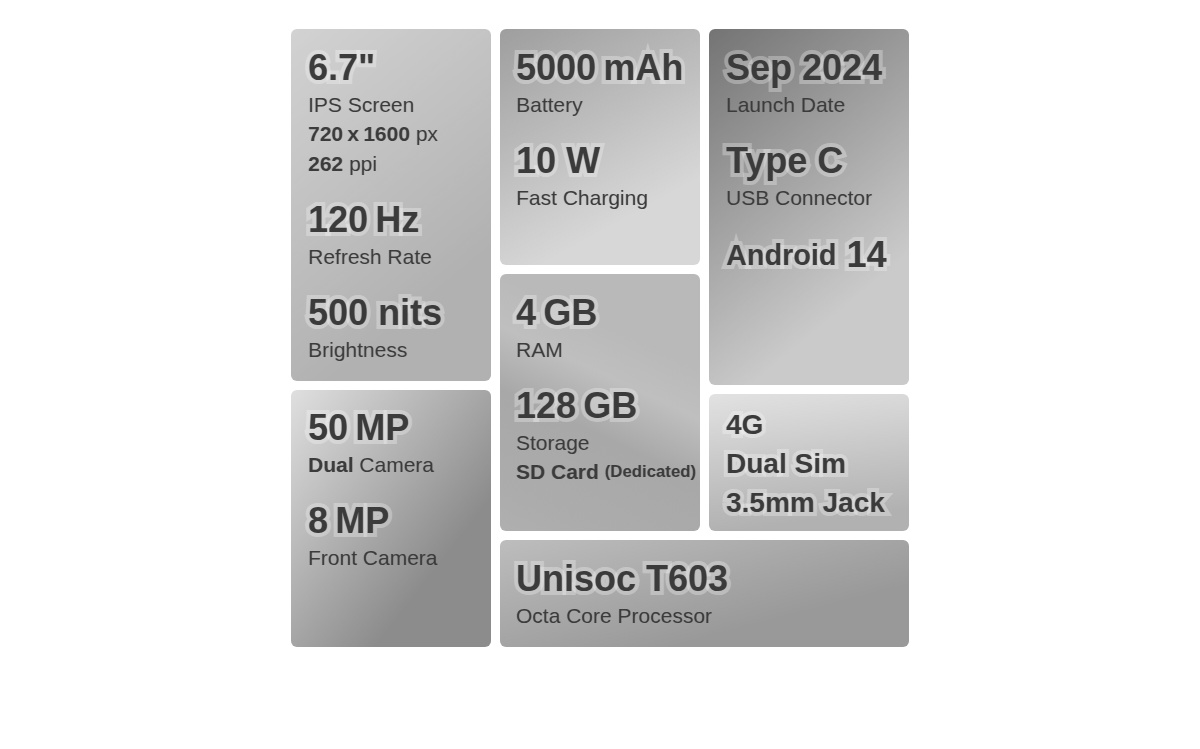 6.7"
IPS Screen
720 x 1600 px
262 ppi
120 Hz
Refresh Rate
500 nits
Brightness
50 MP
Dual Camera
8 MP
Front Camera
5000 mAh
Battery
10 W
Fast Charging
4 GB
RAM
128 GB
Storage
SD Card (Dedicated)
Sep 2024
Launch Date
Type C
USB Connector
Android 14
4G
Dual Sim
3.5mm Jack
Unisoc T603
Octa Core Processor